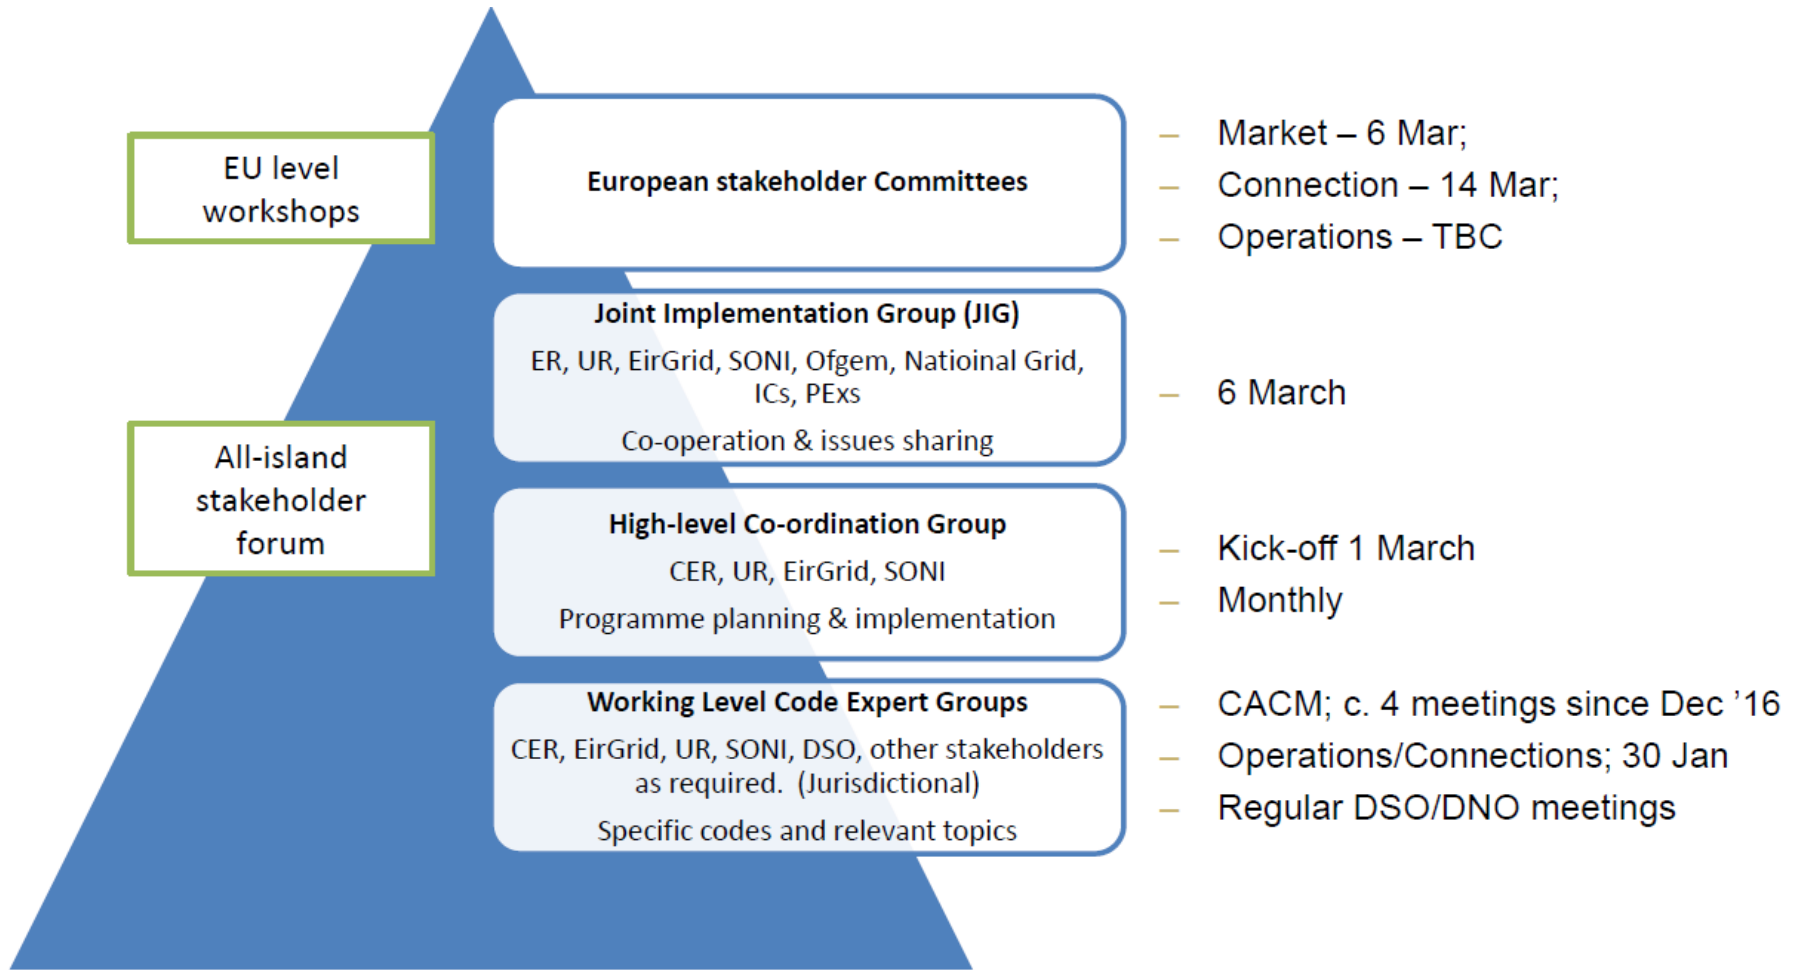 EU level
workshops
European stakeholder Committees
– Market – 6 Mar;
– Connection – 14 Mar;
– Operations – TBC
Joint Implementation Group (JIG)
ER, UR, EirGrid, SONI, Ofgem, Natioinal Grid,
ICs, PExs
Co-operation & issues sharing
– 6 March
All-island
stakeholder
forum
High-level Co-ordination Group
CER, UR, EirGrid, SONI
Programme planning & implementation
– Kick-off 1 March
– Monthly
Working Level Code Expert Groups
CER, EirGrid, UR, SONI, DSO, other stakeholders
as required. (Jurisdictional)
Specific codes and relevant topics
– CACM; c. 4 meetings since Dec ’16
– Operations/Connections; 30 Jan
– Regular DSO/DNO meetings